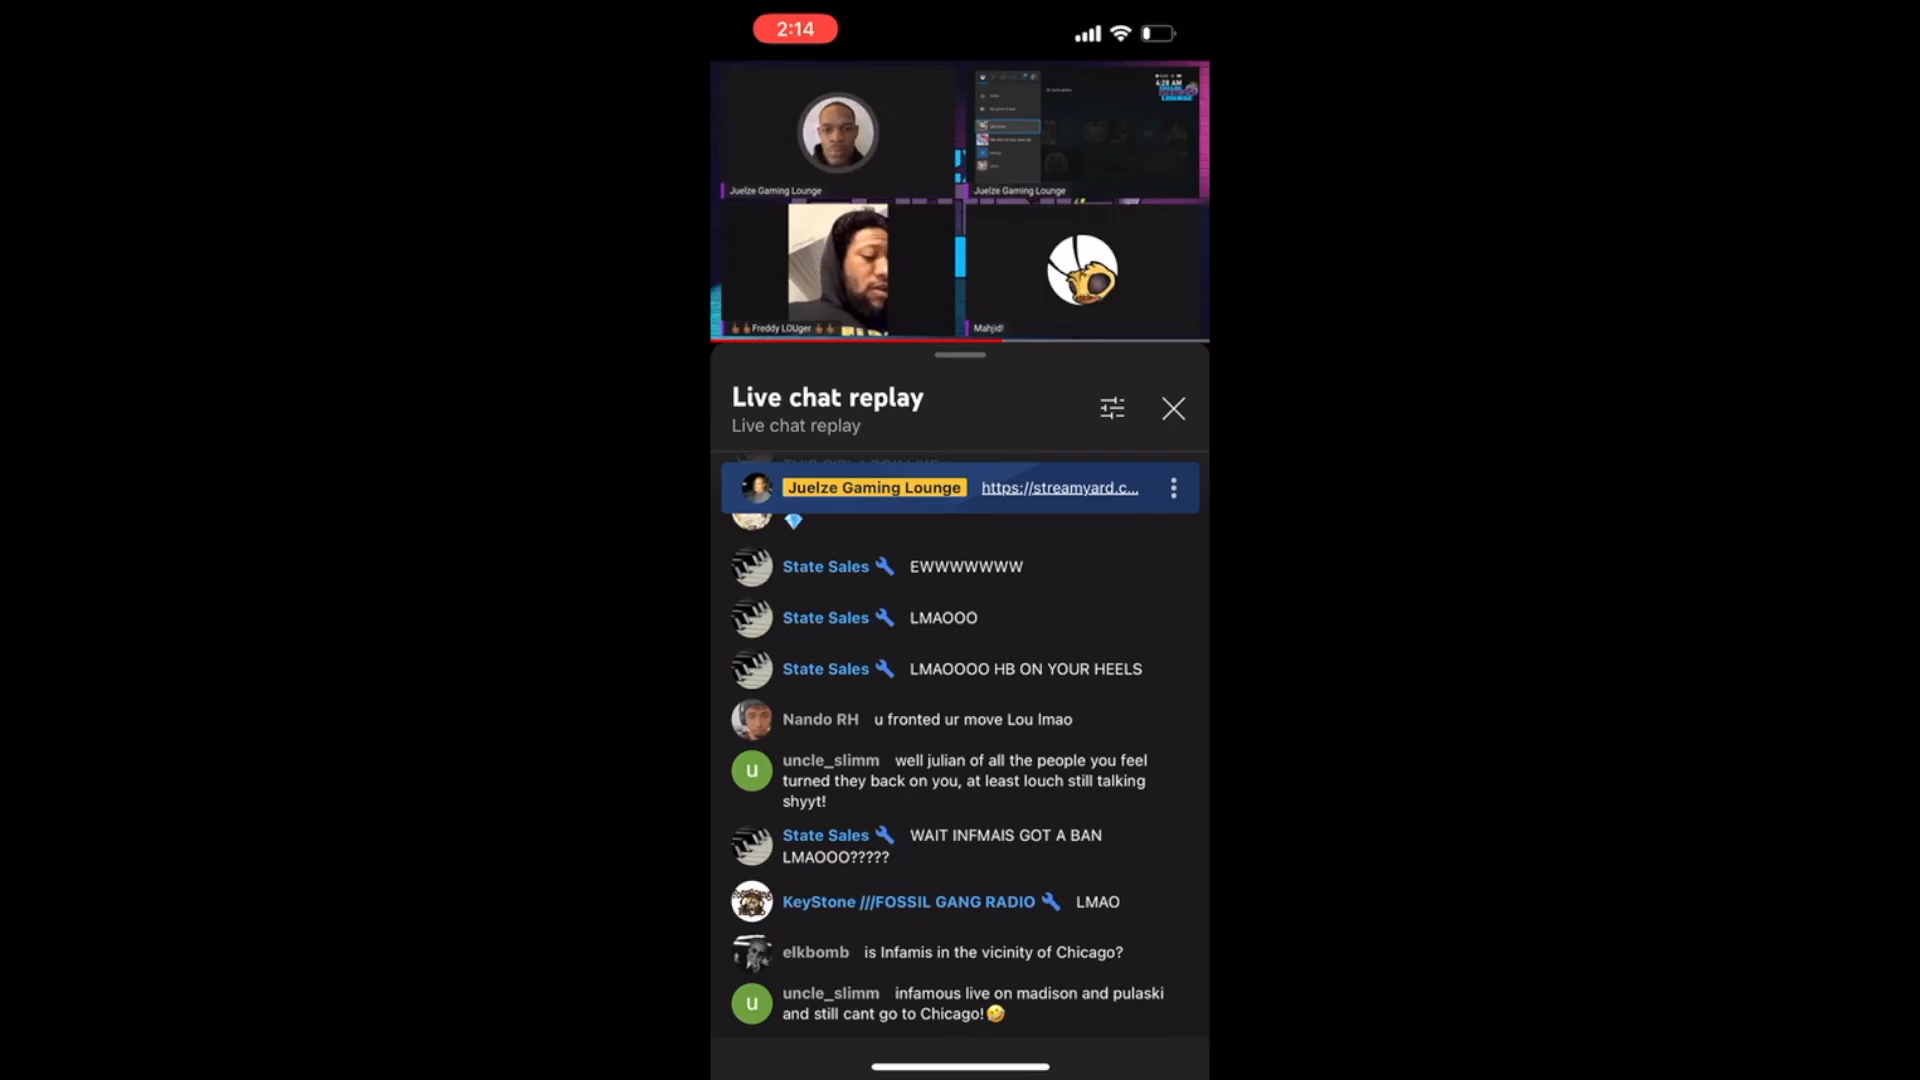 2:14
4:28 AM
Juelze Gaming Lounge
Juelze Gaming Lounge
Freddy LOUger
Mahjid!
Live chat replay
Live chat replay
Juelze Gaming Lounge https://streamyard.c...
State Sales EWWWWWWW
State Sales LMAOOO
State Sales LMAOOOO HB ON YOUR HEELS
Nando RH u fronted ur move Lou lmao
uncle_slimm well julian of all the people you feel
turned they back on you, at least louch still talking
shyyt!
State Sales WAIT INFMAIS GOT A BAN
LMAOOO?????
KeyStone ///FOSSIL GANG RADIO LMAO
elkbomb is Infamis in the vicinity of Chicago?
u
uncle_slimm infamous live on madison and pulaski
and still cant go to Chicago!🤣
u